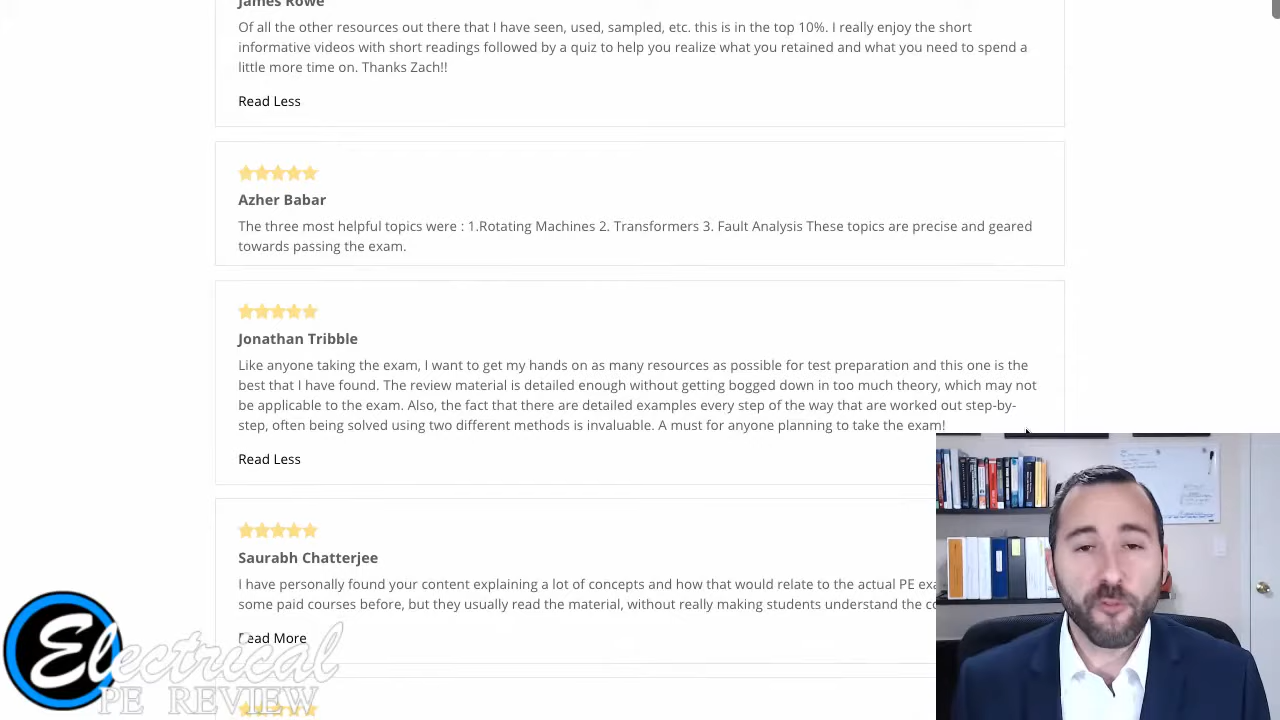 James Rowe
Of all the other resources out there that I have seen, used, sampled, etc. this is in the top 10%. I really enjoy the short
informative videos with short readings followed by a quiz to help you realize what you retained and what you need to spend a
little more time on. Thanks Zach!!
Read Less
Azher Babar
The three most helpful topics were : 1.Rotating Machines 2. Transformers 3. Fault Analysis These topics are precise and geared
towards passing the exam.
Jonathan Tribble
Like anyone taking the exam, I want to get my hands on as many resources as possible for test preparation and this one is the
best that I have found. The review material is detailed enough without getting bogged down in too much theory, which may not
be applicable to the exam. Also, the fact that there are detailed examples every step of the way that are worked out step-by-
step, often being solved using two different methods is invaluable. A must for anyone planning to take the exam!
Read Less
Saurabh Chatterjee
I have personally found your content explaining a lot of concepts and how that would relate to the actual PE
some paid courses before, but they usually read the material, without really making students understand the
Read More
Electrical
PE REVIEW